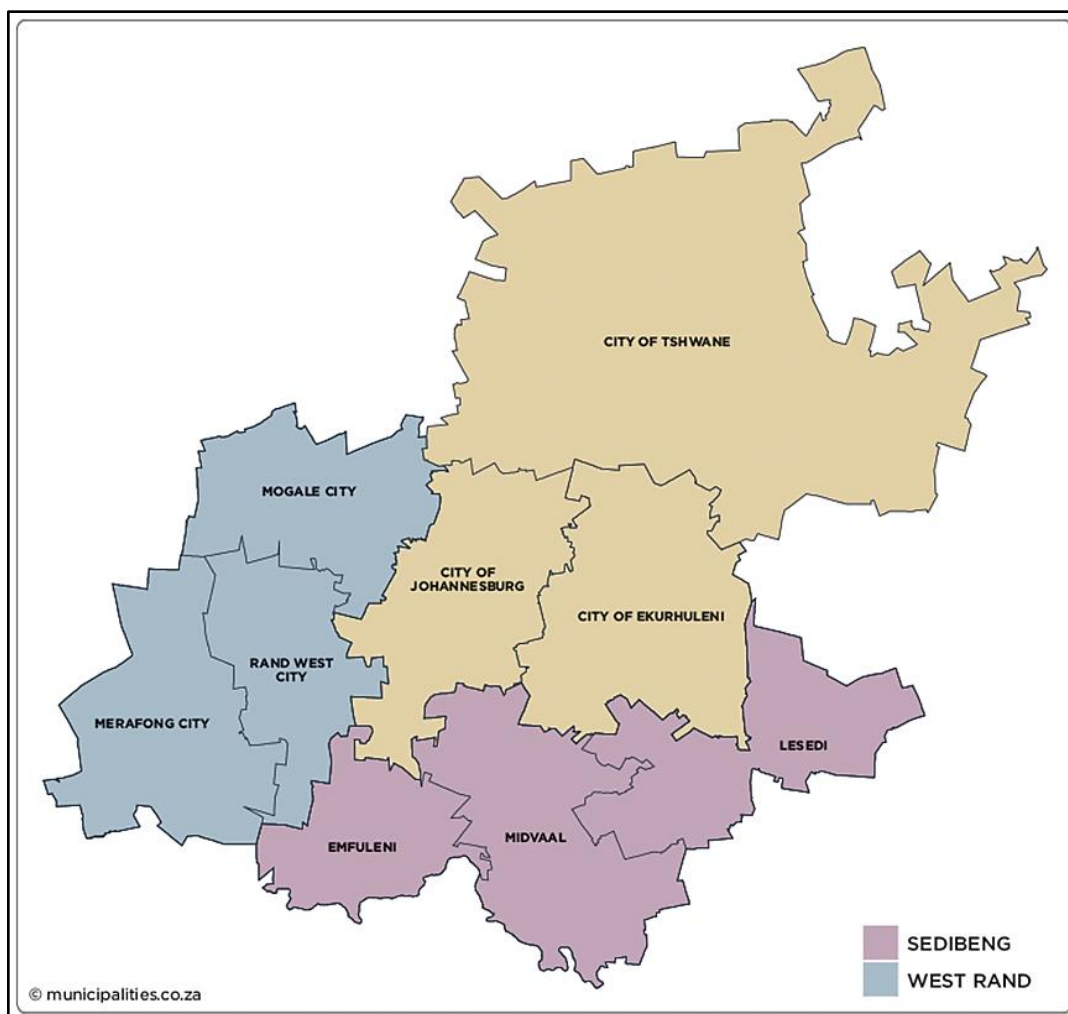 CITY OF TSHWANE
MOGALE CITY
CITY OF
JOHANNESBURG
CITY OF EKURHULENI
RAND WEST
CITY
MERAFONG CITY
LESEDI
EMFULENI
MIDVAAL
SEDIBENG
WEST RAND
© municipalities.co.za